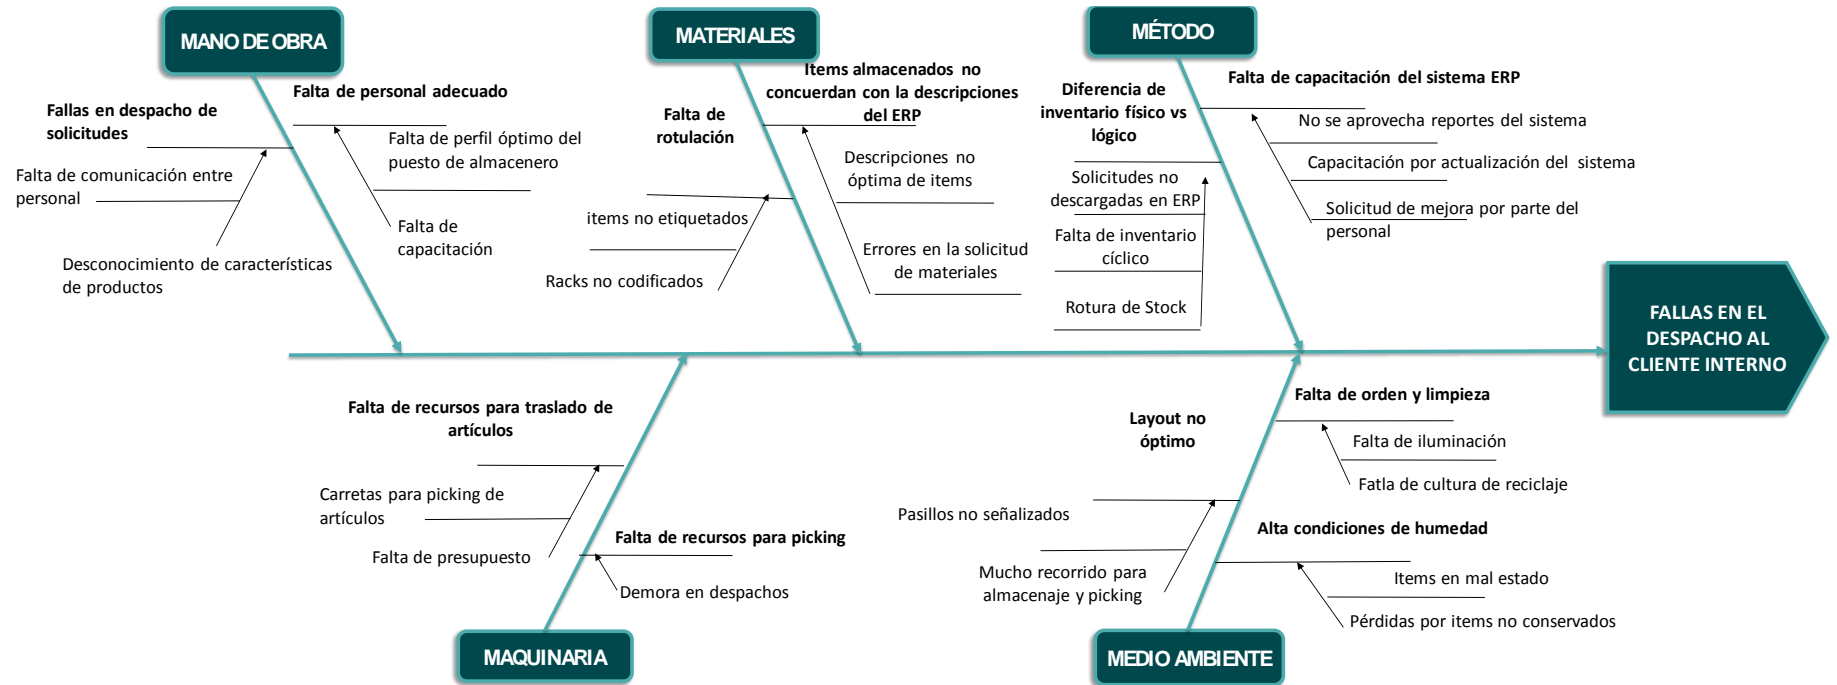 MANO DE OBRA
MATERIALES
MÉTODO
Fallas en despacho de
solicitudes
Falta de personal adecuado
Falta de comunicación entre
personal
Falta de perfil óptimo del
puesto de almacenero
Desconocimiento de características
de productos
Falta de
capacitación
Falta de
rotulación
Items almacenados no
concuerdan con la descripciones
del ERP
items no etiquetados
Racks no codificados
Descripciones no
óptima de items
Errores en la solicitud
de materiales
Diferencia de
inventario físico vs
lógico
Solicitudes no
descargadas en ERP
Falta de inventario
cíclico
Rotura de Stock
Falta de capacitación del sistema ERP
No se aprovecha reportes del sistema
Capacitación por actualización del sistema
Solicitud de mejora por parte del
personal
FALLAS EN EL
DESPACHO AL
CLIENTE INTERNO
Falta de recursos para traslado de
artículos
Carretas para picking de
artículos
Falta de presupuesto
Falta de recursos para picking
Demora en despachos
Layout no
óptimo
Pasillos no señalizados
Mucho recorrido para
almacenaje y picking
Falta de orden y limpieza
Falta de iluminación
Fatla de cultura de reciclaje
Alta condiciones de humedad
Items en mal estado
Pérdidas por items no conservados
MAQUINARIA
MEDIO AMBIENTE